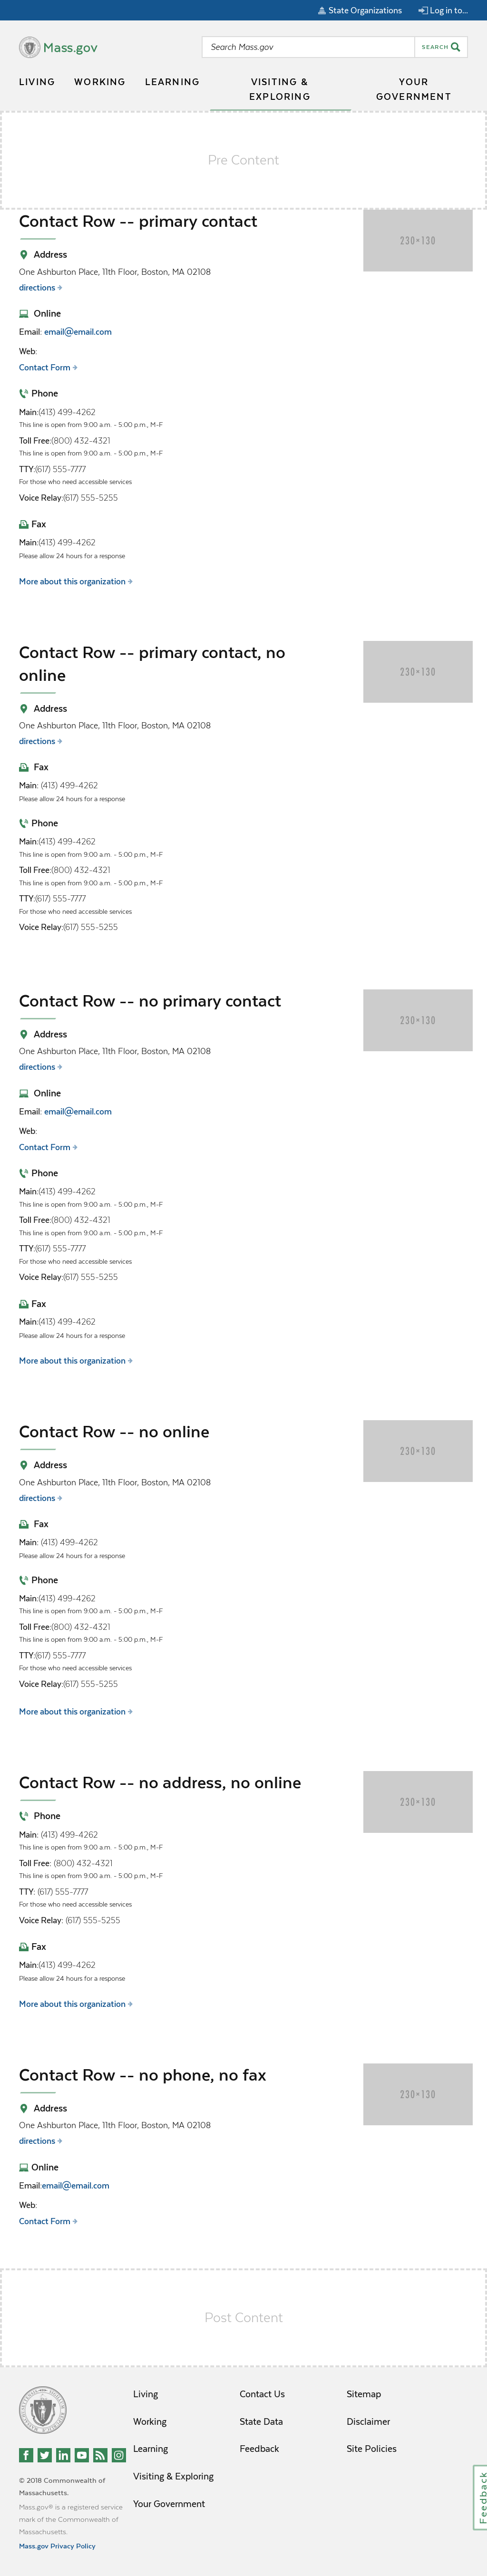 State Organizations
Log in to...
Mass.gov
Search Mass.gov
SEARCH
LIVING
WORKING
LEARNING
VISITING &
EXPLORING
YOUR
GOVERNMENT
Pre Content
Contact Row -- primary contact
230×130
Address
One Ashburton Place, 11th Floor, Boston, MA 02108
directions
Online
Email: email@email.com
Web:
Contact Form
Phone
Main:(413) 499-4262
This line is open from 9:00 a.m. - 5:00 p.m., M-F
Toll Free:(800) 432-4321
This line is open from 9:00 a.m. - 5:00 p.m., M-F
TTY:(617) 555-7777
For those who need accessible services
Voice Relay:(617) 555-5255
Fax
Main:(413) 499-4262
Please allow 24 hours for a response
More about this organization
Contact Row -- primary contact, no
online
230×130
Address
One Ashburton Place, 11th Floor, Boston, MA 02108
directions
Fax
Main: (413) 499-4262
Please allow 24 hours for a response
Phone
Main:(413) 499-4262
This line is open from 9:00 a.m. - 5:00 p.m., M-F
Toll Free:(800) 432-4321
This line is open from 9:00 a.m. - 5:00 p.m., M-F
TTY:(617) 555-7777
For those who need accessible services
Voice Relay:(617) 555-5255
Contact Row -- no primary contact
230×130
Address
One Ashburton Place, 11th Floor, Boston, MA 02108
directions
Online
Email: email@email.com
Web:
Contact Form
Phone
Main:(413) 499-4262
This line is open from 9:00 a.m. - 5:00 p.m., M-F
Toll Free:(800) 432-4321
This line is open from 9:00 a.m. - 5:00 p.m., M-F
TTY:(617) 555-7777
For those who need accessible services
Voice Relay:(617) 555-5255
Fax
Main:(413) 499-4262
Please allow 24 hours for a response
More about this organization
Contact Row -- no online
230×130
Address
One Ashburton Place, 11th Floor, Boston, MA 02108
directions
Fax
Main: (413) 499-4262
Please allow 24 hours for a response
Phone
Main:(413) 499-4262
This line is open from 9:00 a.m. - 5:00 p.m., M-F
Toll Free:(800) 432-4321
This line is open from 9:00 a.m. - 5:00 p.m., M-F
TTY:(617) 555-7777
For those who need accessible services
Voice Relay:(617) 555-5255
More about this organization
Contact Row -- no address, no online
230×130
Phone
Main: (413) 499-4262
This line is open from 9:00 a.m. - 5:00 p.m., M-F
Toll Free: (800) 432-4321
This line is open from 9:00 a.m. - 5:00 p.m., M-F
TTY: (617) 555-7777
For those who need accessible services
Voice Relay: (617) 555-5255
Fax
Main:(413) 499-4262
Please allow 24 hours for a response
More about this organization
Contact Row -- no phone, no fax
230×130
Address
One Ashburton Place, 11th Floor, Boston, MA 02108
directions
Online
Email:email@email.com
Web:
Contact Form
Post Content
Living
Working
Learning
Visiting & Exploring
Your Government
Contact Us
State Data
Feedback
Sitemap
Disclaimer
Site Policies
© 2018 Commonwealth of
Massachusetts.
Mass.gov® is a registered service
mark of the Commonwealth of
Massachusetts.
Mass.gov Privacy Policy
Feedback